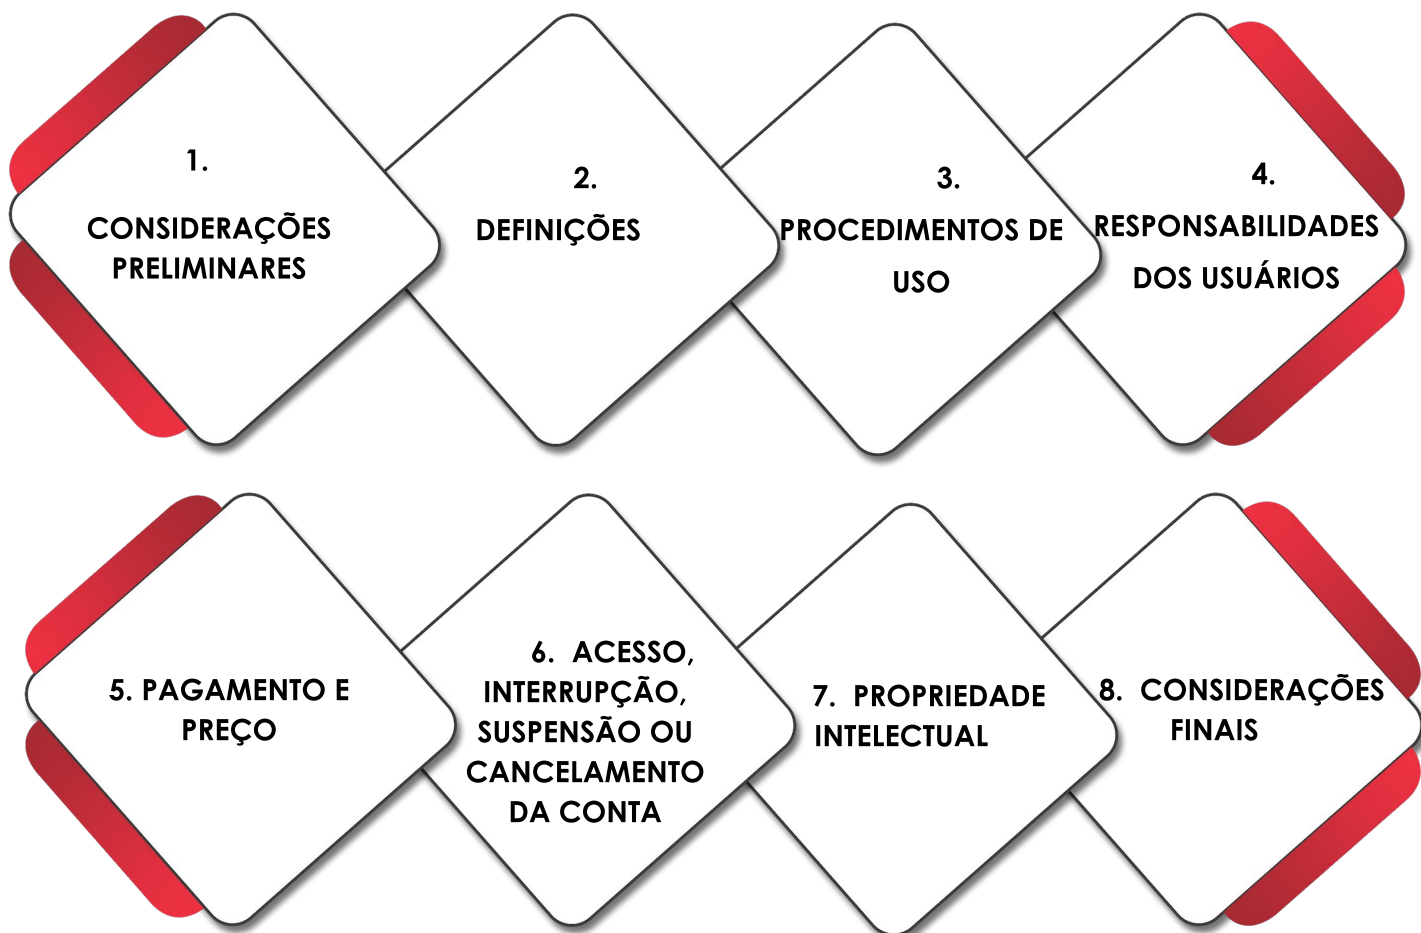 1.
CONSIDERAÇÕES
PRELIMINARES
2.
DEFINIÇÕES
3.
PROCEDIMENTOS DE
USO
4.
RESPONSABILIDADES
DOS USUÁRIOS
5. PAGAMENTO E
PREÇO
6. ACESSO,
INTERRUPÇÃO,
SUSPENSÃO OU
CANCELAMENTO
DA CONTA
7. PROPRIEDADE
INTELECTUAL
8. CONSIDERAÇÕES
FINAIS